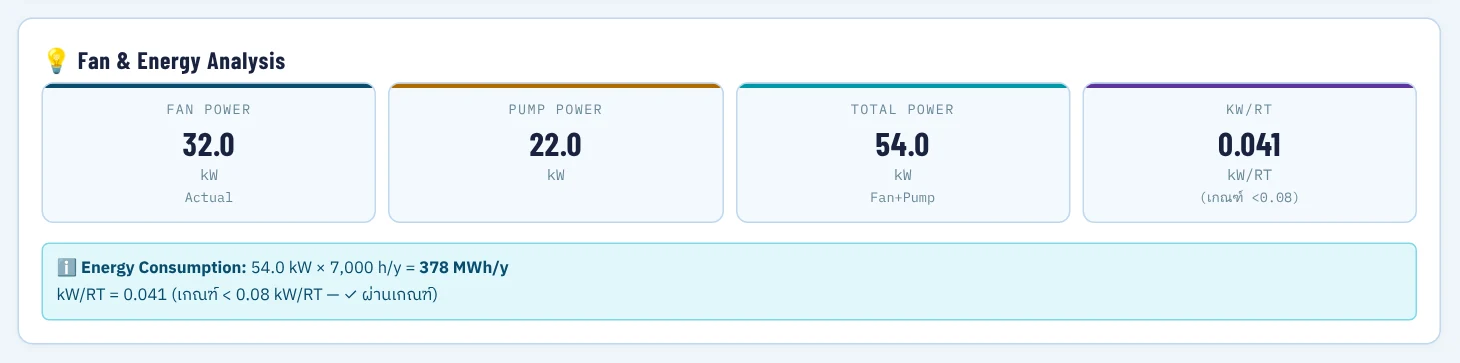 💡 Fan & Energy Analysis
FAN POWER
32.0
kW
Actual
PUMP POWER
22.0
kW
TOTAL POWER
54.0
kW
Fan+Pump
KW/RT
0.041
kW/RT
(เกณฑ์ <0.08)
ℹ️ Energy Consumption: 54.0 kW × 7,000 h/y = 378 MWh/y
kW/RT = 0.041 (เกณฑ์ < 0.08 kW/RT — ✓ ผ่านเกณฑ์)